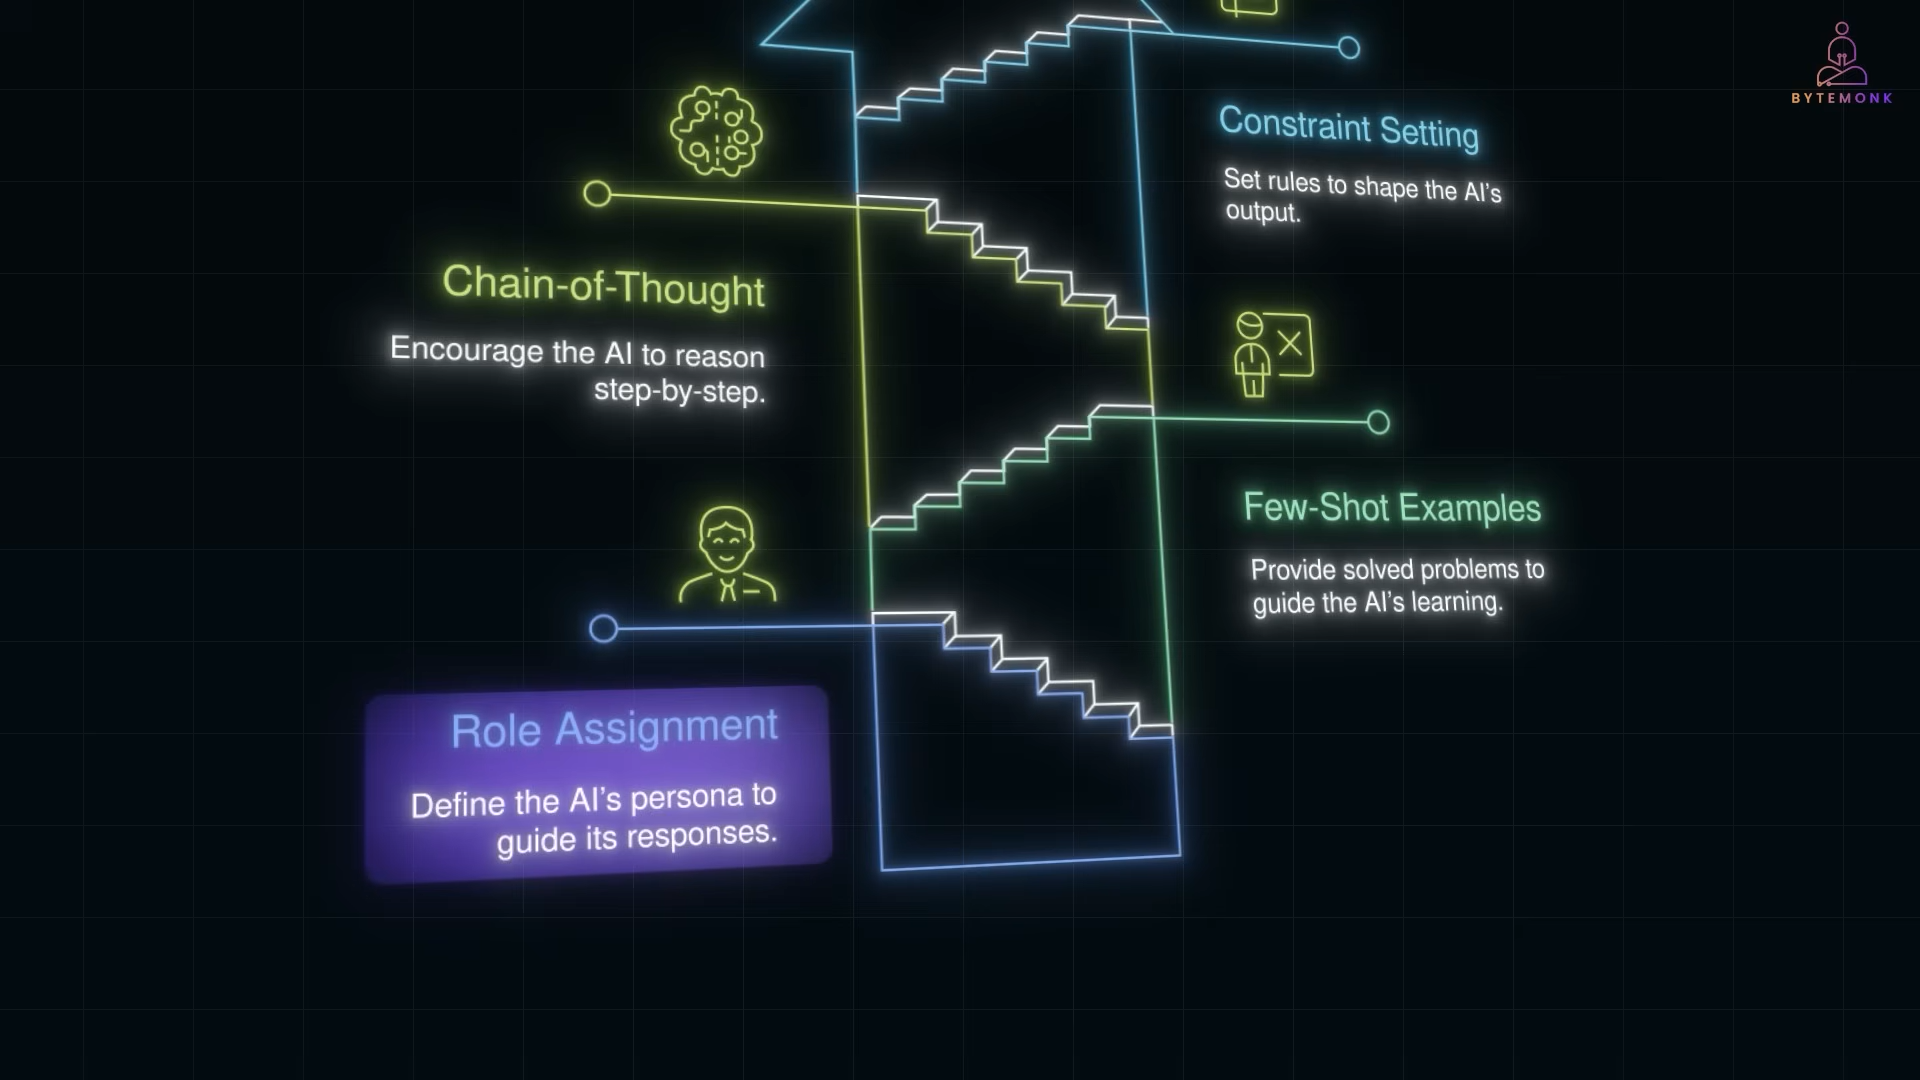 BYTEMONK
Constraint Setting
Set rules to shape the AI’s
output.
Chain-of-Thought
Encourage the AI to reason
step-by-step.
Few-Shot Examples
Provide solved problems to
guide the AI’s learning.
Role Assignment
Define the AI’s persona to
guide its responses.